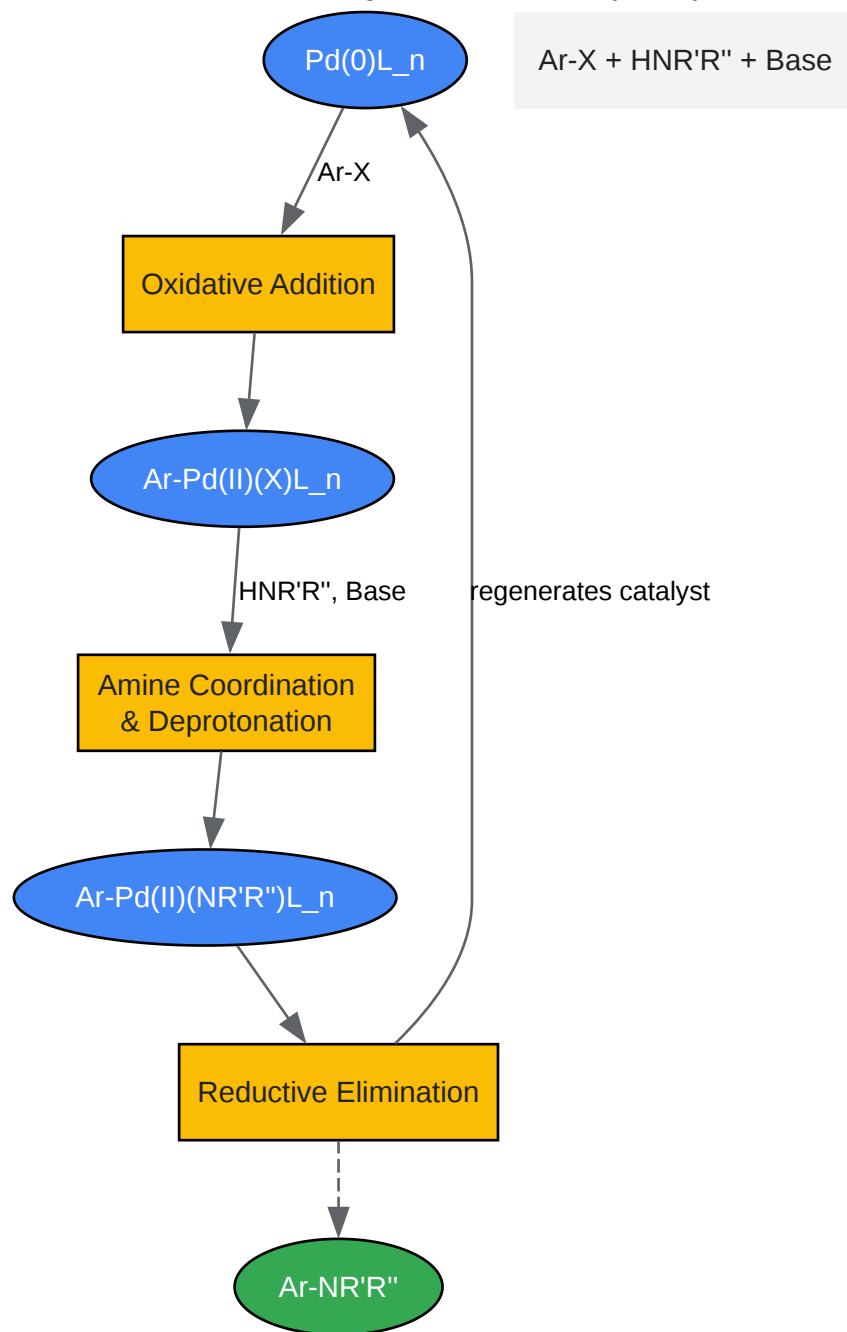 Pd(0)L_n
Ar-X + HNR'R'' + Base
Ar-X
Oxidative Addition
Ar-Pd(II)(X)L_n
HNR'R'', Base
regenerates catalyst
Amine Coordination
& Deprotonation
Ar-Pd(II)(NR'R'')L_n
Reductive Elimination
Ar-NR'R''